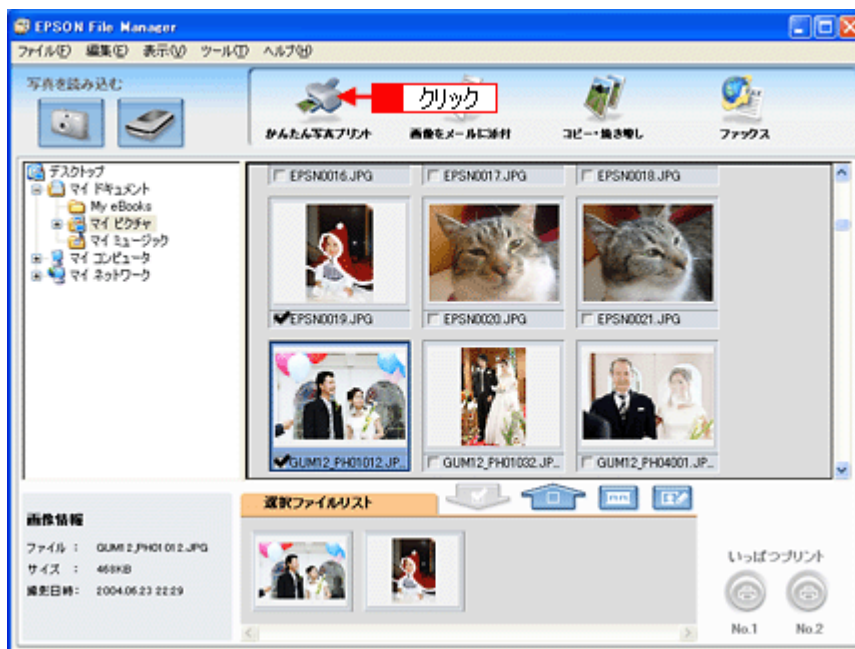 EPSON File Manager
ファイル(F) 編集(E) 表示(V) ツール(T) ヘルプ(H)
写真を読み込む
クリック
かんたん写真プリント 画像をメールに添付 コピー・焼き増し ファックス
デスクトップ
マイ ドキュメント
My eBooks
マイ ピクチャ
マイ ミュージック
マイ コンピュータ
マイ ネットワーク
EPSN0016.JPG EPSN0017.JPG EPSN0018.JPG
EPSN0019.JPG EPSN0020.JPG EPSN0021.JPG
GUM12_PH01012.JP... GUM12_PH01032.JP... GUM12_PH04001.JP...
選択ファイルリスト
画像情報
ファイル : GUM12_PH01012.JPG
サイズ : 468KB
撮影日時: 2004.06.23 22:29
いっぱつプリント
No.1 No.2